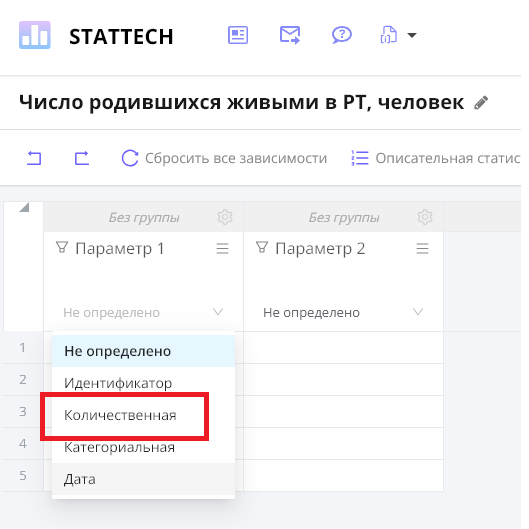 STATTECH
Число родившихся живыми в РТ, человек
Сбросить все зависимости Описательная статис
Без группы Без группы
Параметр 1 Параметр 2
Не определено Не определено
1 Не определено
2 Идентификатор
3 Количественная
4 Категориальная
5 Дата